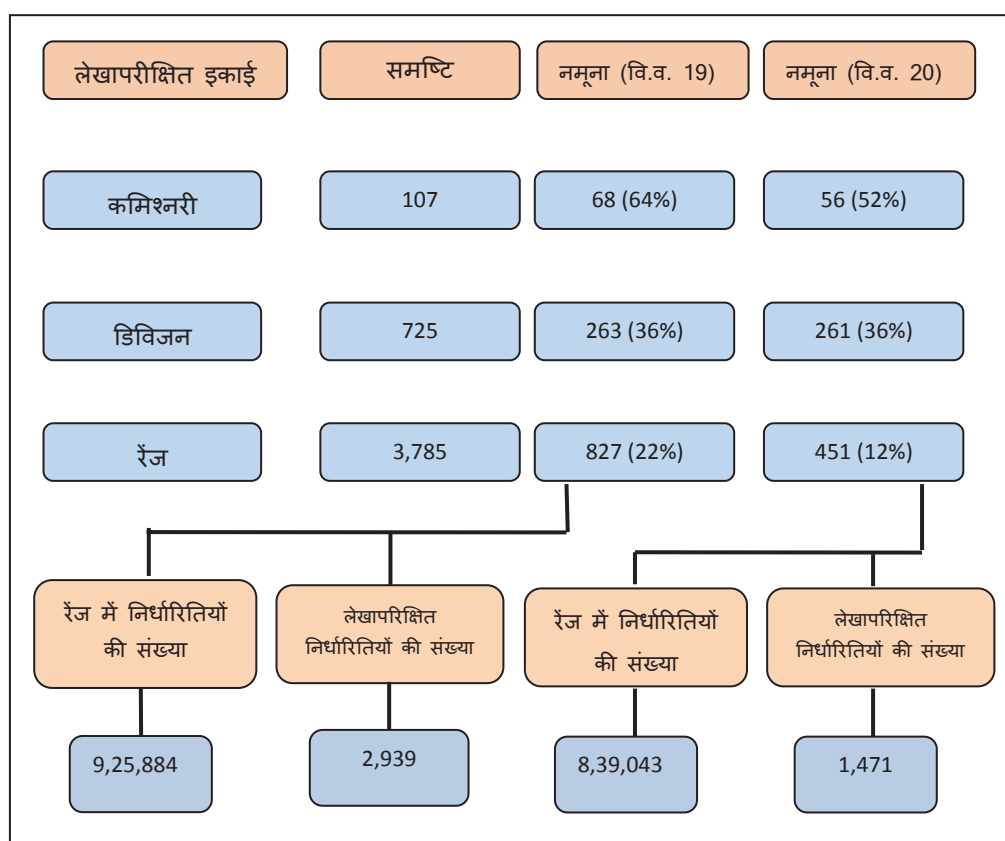 लेखापरीक्षित इकाई समष्टि नमूना (वि.व. 19) नमूना (वि.व. 20)
कमिश्नरी 107 68 (64%) 56 (52%)
डिविजन 725 263 (36%) 261 (36%)
रेंज 3,785 827 (22%) 451 (12%)
रेंज में निर्धारितियों
की संख्या
लेखापरिक्षित
निर्धारितियों की संख्या
रेंज में निर्धारितियों
की संख्या
लेखापरिक्षित
निर्धारितियों की संख्या
9,25,884 2,939 8,39,043 1,471